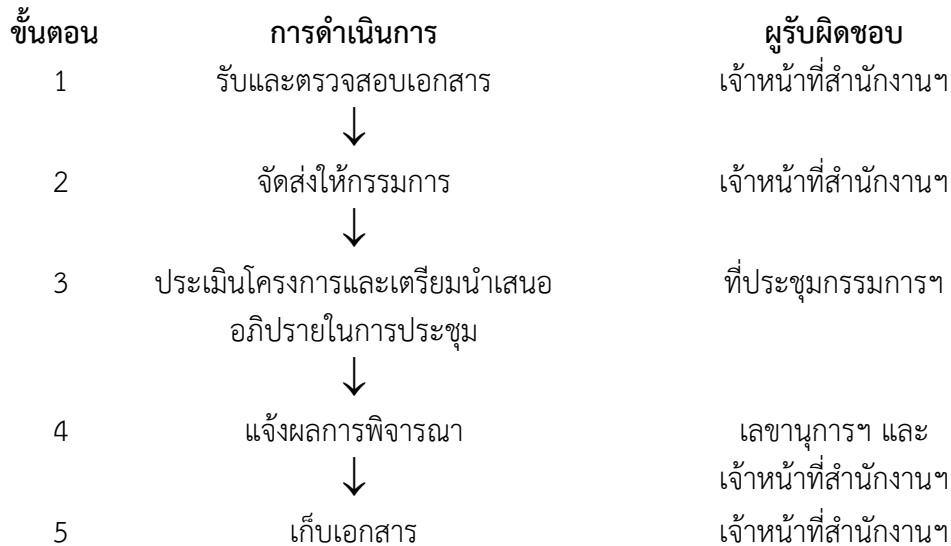 ขั้นตอน การดำเนินการ ผูรับผิดชอบ
1 รับและตรวจสอบเอกสาร เจ้าหน้าที่สำนักงานฯ
2 จัดส่งให้กรรมการ เจ้าหน้าที่สำนักงานฯ
3 ประเมินโครงการและเตรียมนำเสนอ ที่ประชุมกรรมการฯ
อภิปรายในการประชุม
4 แจ้งผลการพิจารณา เลขานุการฯ และ
เจ้าหน้าที่สำนักงานฯ
5 เก็บเอกสาร เจ้าหน้าที่สำนักงานฯ